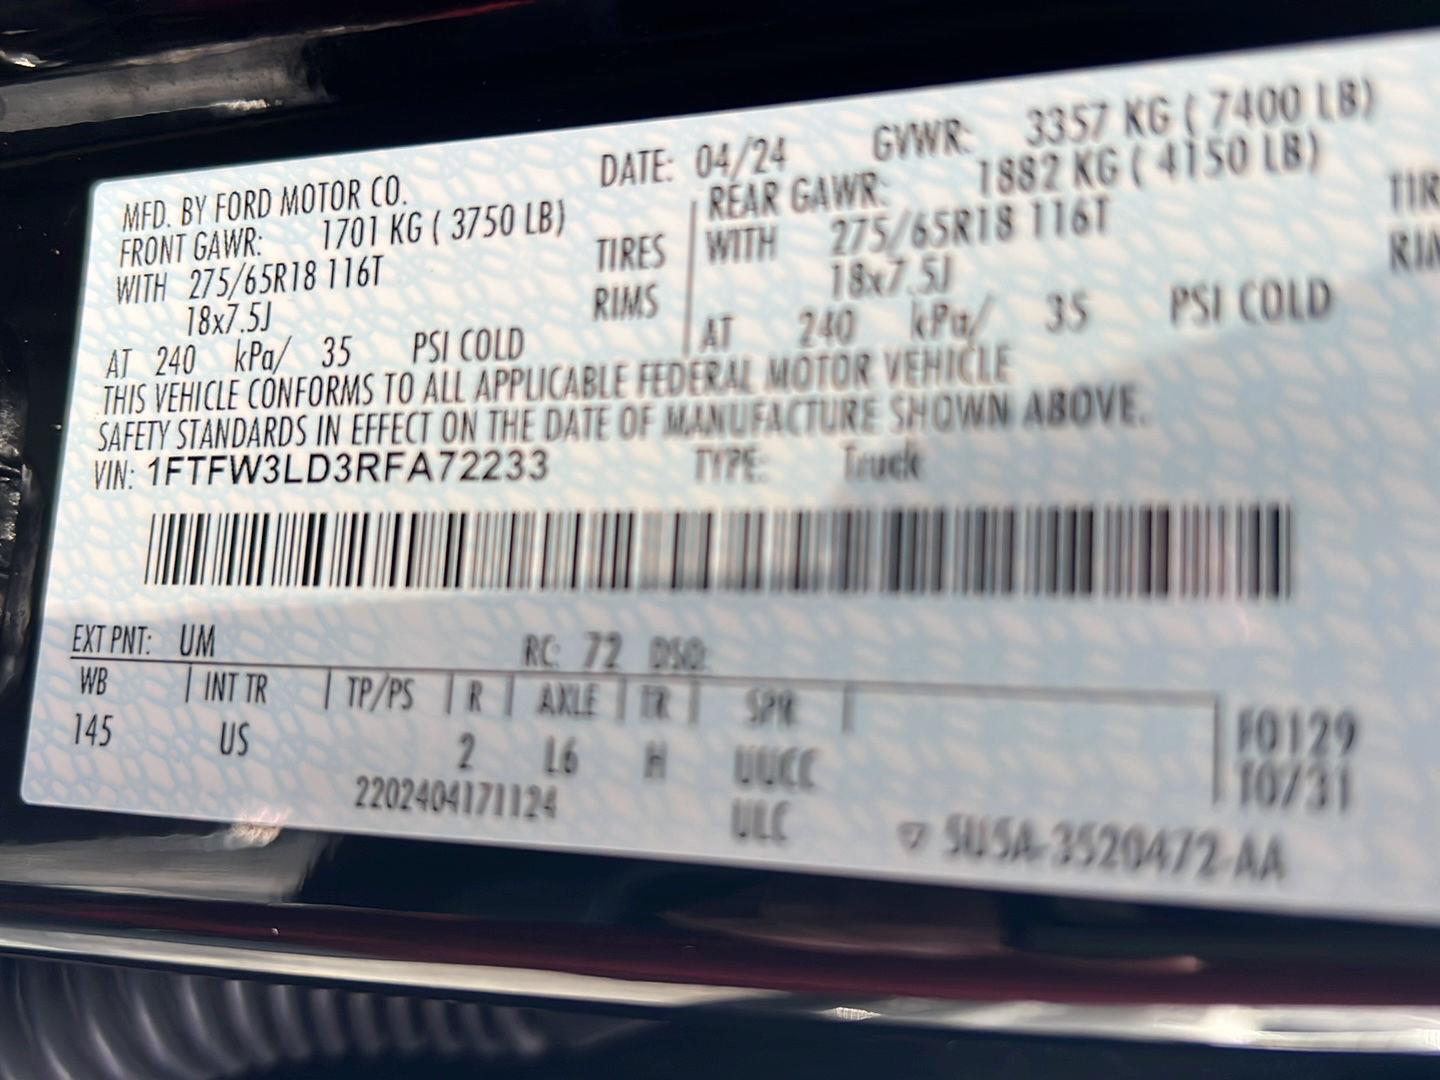 MFD. BY FORD MOTOR CO. DATE: 04/24 GVWR: 3357 KG ( 7400 LB)
FRONT GAWR: 1701 KG ( 3750 LB) REAR GAWR: 1882 KG ( 4150 LB)
WITH 275/65R18 116T TIRES WITH 275/65R18 116T TIR
18x7.5J RIMS 18x7.5J RIM
AT 240 kPa/ 35 PSI COLD AT 240 kPa/ 35 PSI COLD
THIS VEHICLE CONFORMS TO ALL APPLICABLE FEDERAL MOTOR VEHICLE
SAFETY STANDARDS IN EFFECT ON THE DATE OF MANUFACTURE SHOWN ABOVE.
VIN: 1FTFW3LD3RFA72233 TYPE: Truck
EXT PNT: UM RC: 72 DSO:
WB INT TR TP/PS R AXLE TR SPR
145 US 2 L6 H UUCC F0129
2202404171124 ULC T0731
▽ 5U5A-3520472-AA